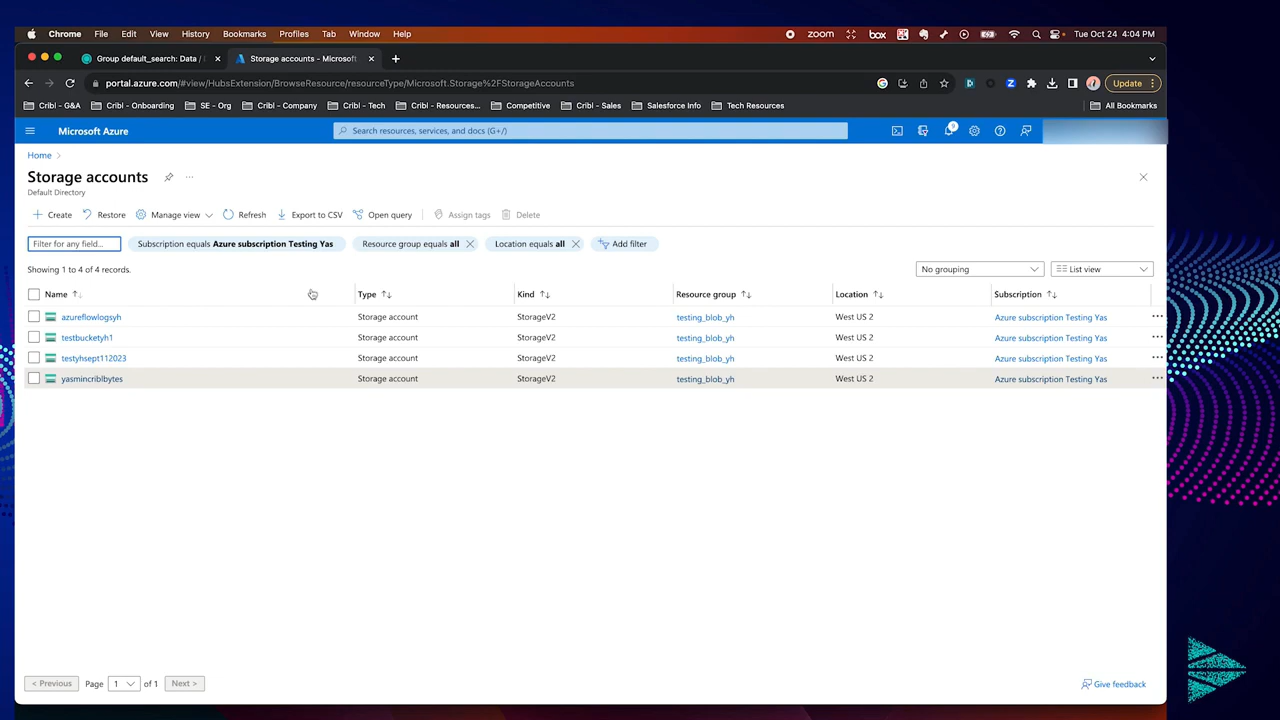 Chrome File Edit View History Bookmarks Profiles Tab Window Help zoom box Tue Oct 24 4:04 PM
Group default_search: Data / Storage accounts - Microsoft
portal.azure.com/#view/HubsExtension/BrowseResource/resourceType/Microsoft.Storage%2FStorageAccounts Update
Cribl - G&A Cribl - Onboarding SE - Org Cribl - Company Cribl - Tech Cribl - Resources... Competitive Cribl - Sales Salesforce Info Tech Resources All Bookmarks
Microsoft Azure Search resources, services, and docs (G+/)
Home >
Storage accounts ...
Default Directory
Create Restore Manage view Refresh Export to CSV Open query Assign tags Delete
Filter for any field... Subscription equals Azure subscription Testing Yas Resource group equals all Location equals all Add filter
Showing 1 to 4 of 4 records. No grouping List view
Name Type Kind Resource group Location Subscription
azureflowlogsyh Storage account StorageV2 testing_blob_yh West US 2 Azure subscription Testing Yas ...
testbucketyh1 Storage account StorageV2 testing_blob_yh West US 2 Azure subscription Testing Yas ...
testyhsept112023 Storage account StorageV2 testing_blob_yh West US 2 Azure subscription Testing Yas ...
yasmincriblbytes Storage account StorageV2 testing_blob_yh West US 2 Azure subscription Testing Yas ...
< Previous Page 1 of 1 Next > Give feedback